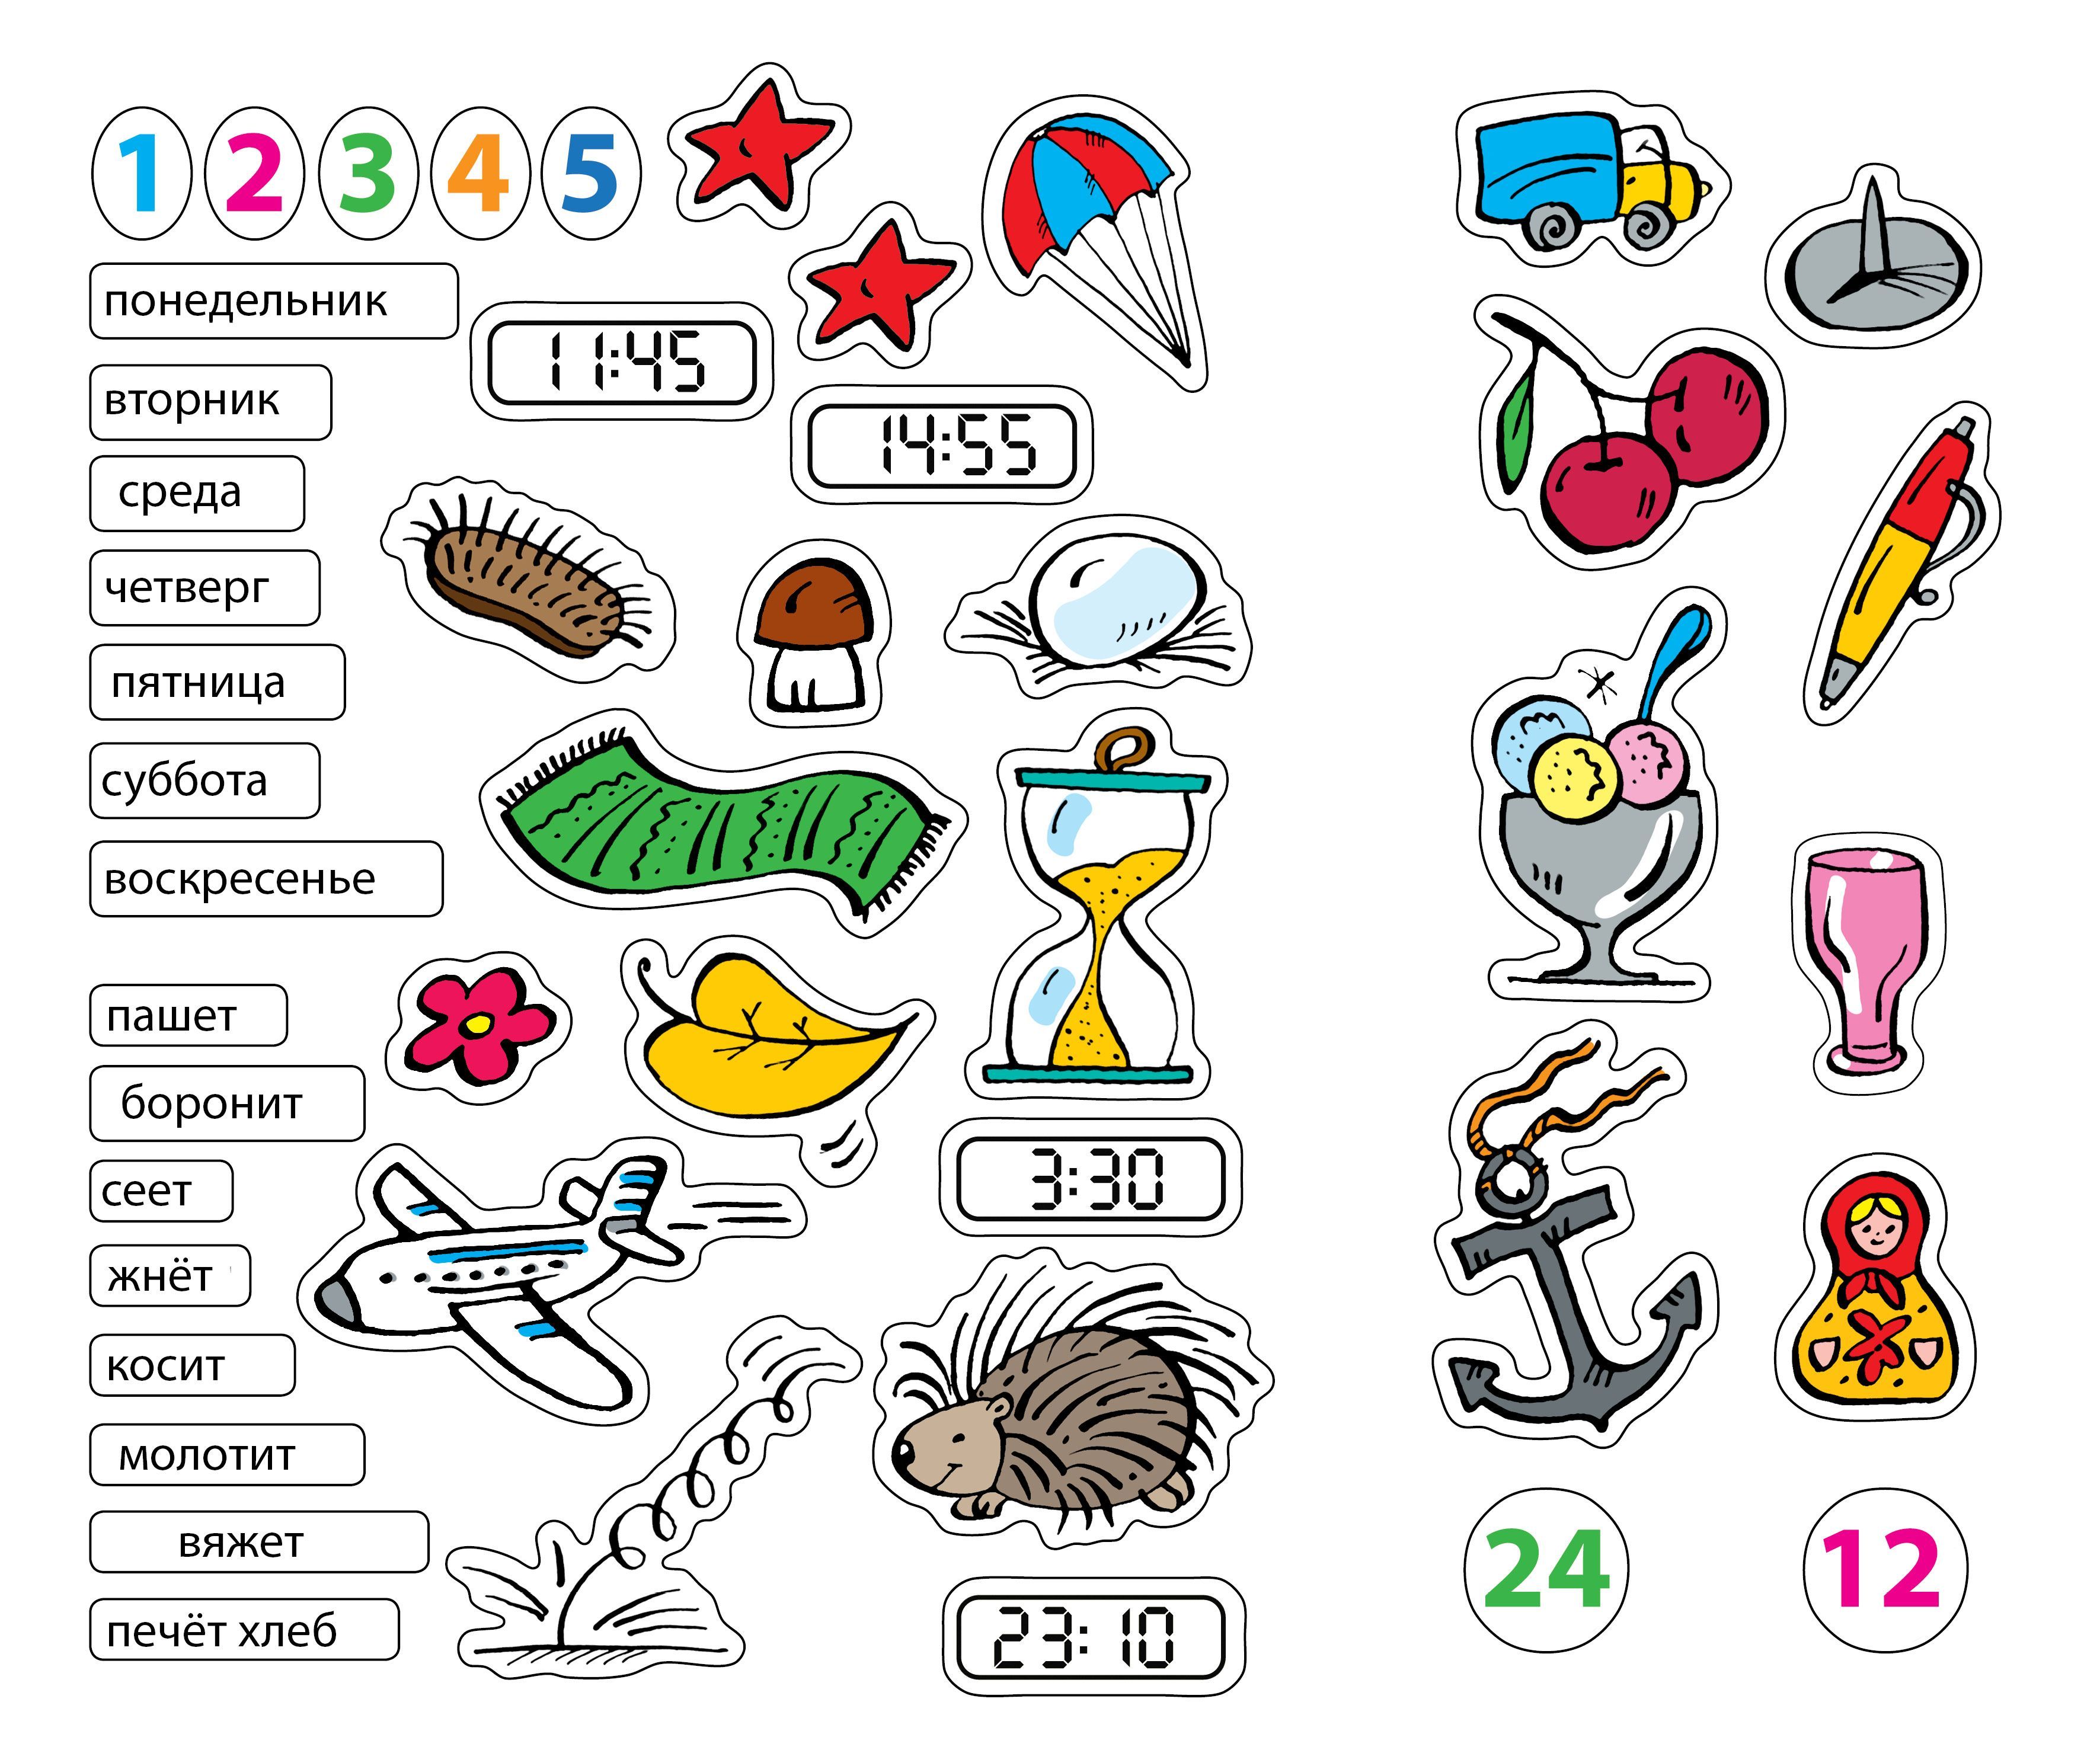 1 2 3 4 5
понедельник
11:45
вторник
14:55
среда
четверг
пятница
суббота
воскресенье
пашет
боронит
3:30
сеет
жнёт
косит
молотит
вяжет
печёт хлеб
23:10
24
12